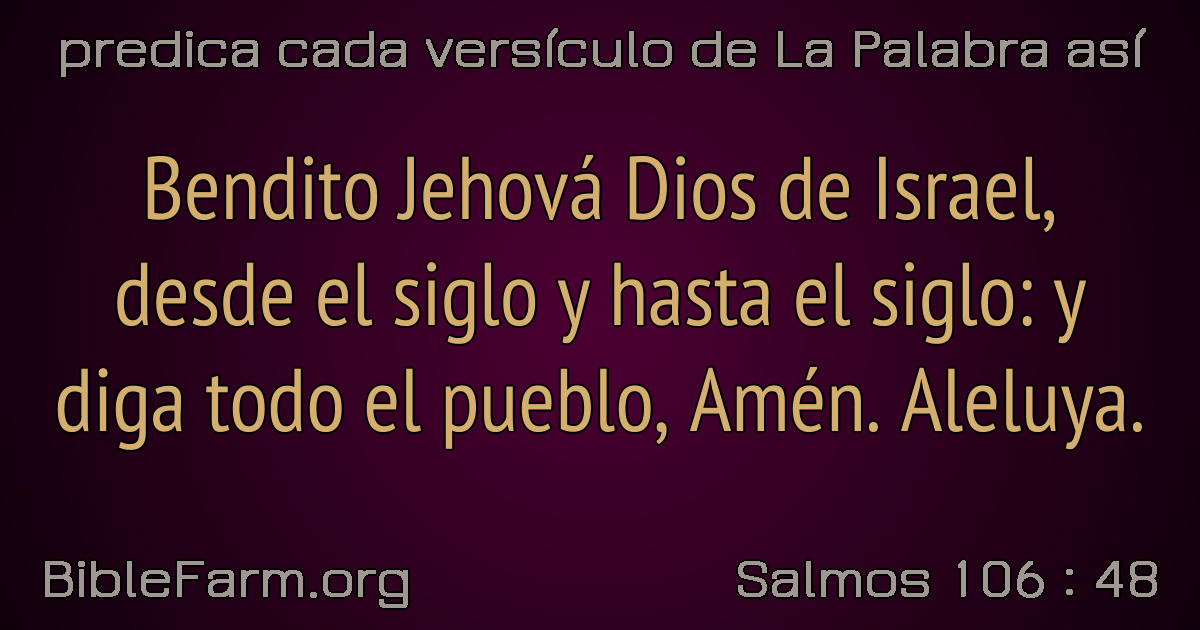 predica cada versículo de La Palabra así
Bendito Jehová Dios de Israel,
desde el siglo y hasta el siglo: y
diga todo el pueblo, Amén. Aleluya.
BibleFarm.org
Salmos 106 : 48